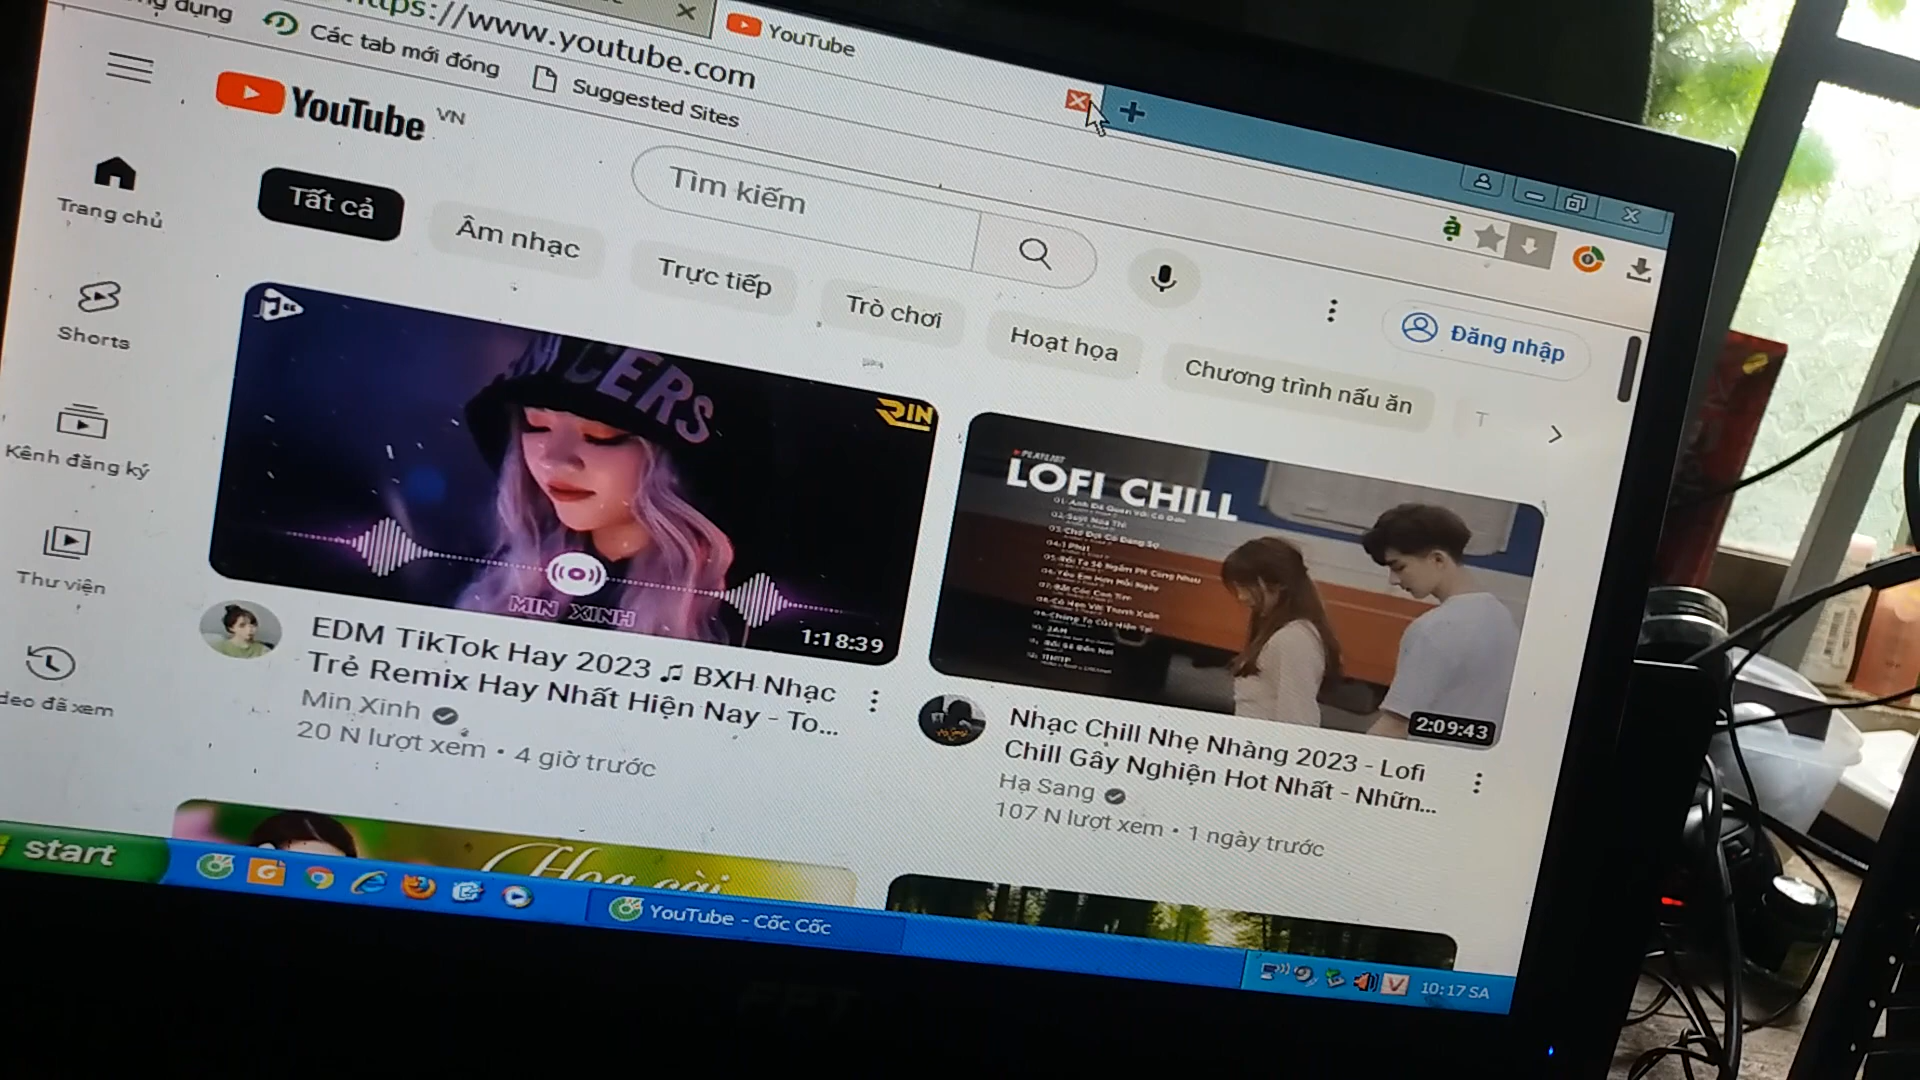 YouTube
https://www.youtube.com
dụng
Các tab mới đóng
Suggested Sites
YouTube VN
Tìm kiếm
Đăng nhập
Trang chủ
Shorts
Kênh đăng ký
Thư viện
deo đã xem
Tất cả
Âm nhạc
Trực tiếp
Trò chơi
Hoạt họa
Chương trình nấu ăn
T
CERS
RIN
MIN XINH
1:18:39
EDM TikTok Hay 2023 ♫ BXH Nhạc
Trẻ Remix Hay Nhất Hiện Nay - To...
Min Xinh
20 N lượt xem • 4 giờ trước
PLAYLIST
LOFI CHILL
2:09:43
Nhạc Chill Nhẹ Nhàng 2023 - Lofi
Chill Gây Nghiện Hot Nhất - Nhữn...
Hạ Sang
107 N lượt xem • 1 ngày trước
Hoa cài
start
YouTube - Cốc Cốc
10:17 SA